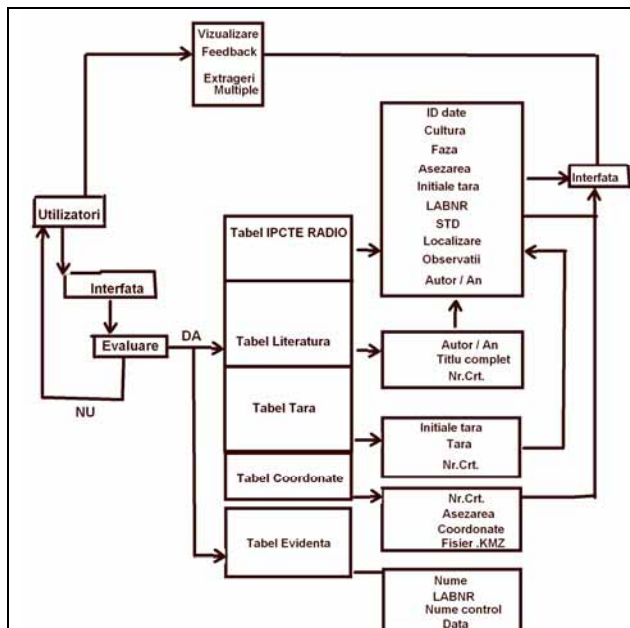 Vizualizare
Feedback
Extrageri
Multiple
ID date
Cultura
Faza
Asezarea
Initiale tara
LABNR
STD
Localizare
Observatii
Autor / An
Interfata
Utilizatori
Interfata
Evaluare
DA
NU
Tabel IPCTE RADIO
Tabel Literatura
Tabel Tara
Tabel Coordonate
Tabel Evidenta
Autor / An
Titlu complet
Nr.Crt.
Initiale tara
Tara
Nr.Crt.
Nr.Crt.
Asezarea
Coordonate
Fisier .KMZ
Nume
LABNR
Nume control
Data